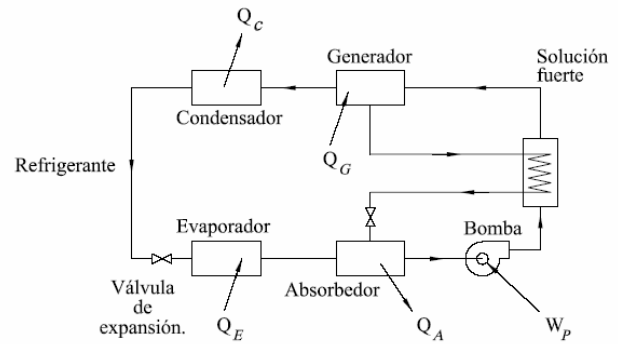 Q_C
Generador
Solución
fuerte
Condensador
Q_G
Refrigerante
Evaporador
Bomba
Válvula
de
expansión.
Absorbedor
Q_E
Q_A
W_P